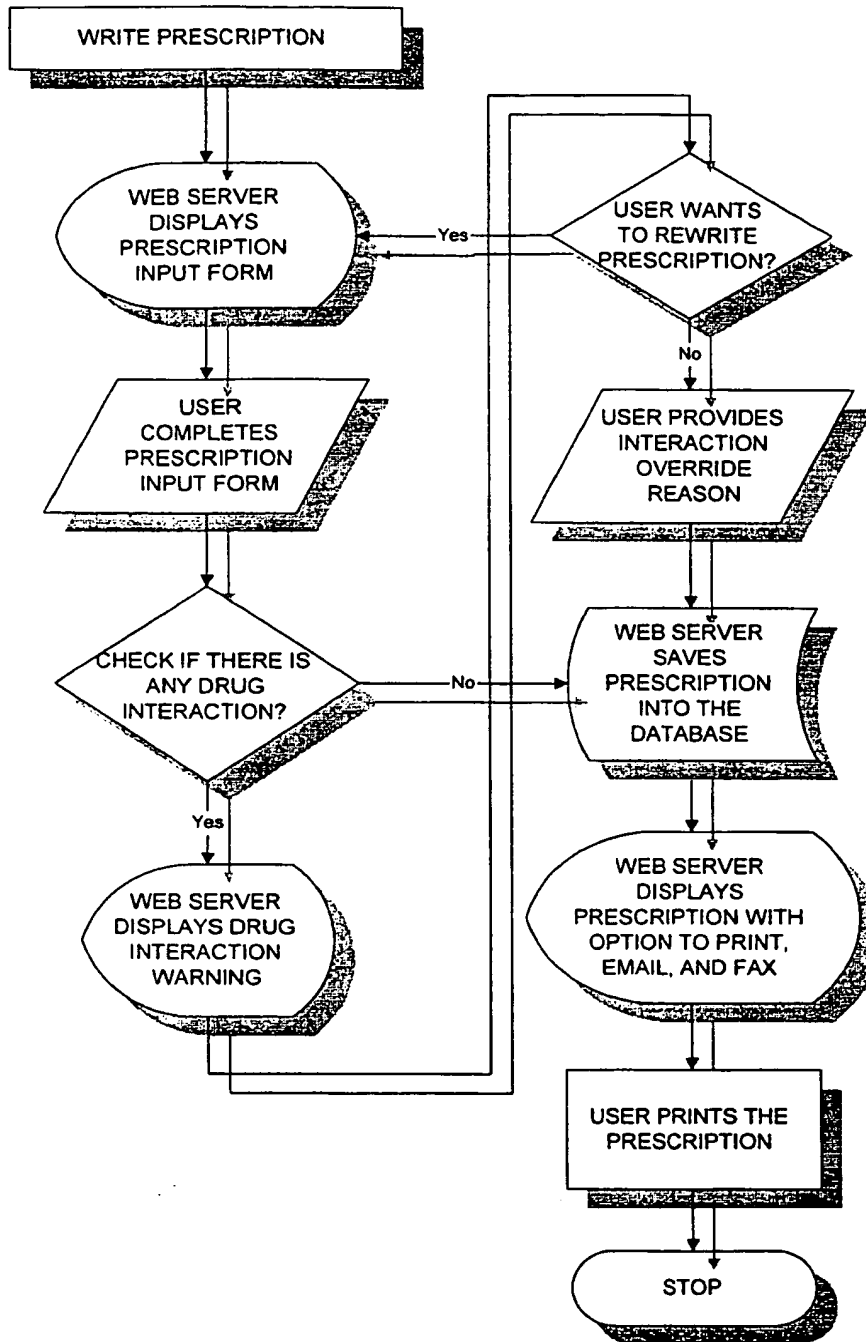 WRITE PRESCRIPTION
WEB SERVER
DISPLAYS
PRESCRIPTION
INPUT FORM
USER
COMPLETES
PRESCRIPTION
INPUT FORM
CHECK IF THERE IS
ANY DRUG
INTERACTION?
No
Yes
WEB SERVER
DISPLAYS DRUG
INTERACTION
WARNING
USER WANTS
TO REWRITE
PRESCRIPTION?
Yes
No
USER PROVIDES
INTERACTION
OVERRIDE
REASON
WEB SERVER
SAVES
PRESCRIPTION
INTO THE
DATABASE
WEB SERVER
DISPLAYS
PRESCRIPTION WITH
OPTION TO PRINT,
EMAIL, AND FAX
USER PRINTS THE
PRESCRIPTION
STOP